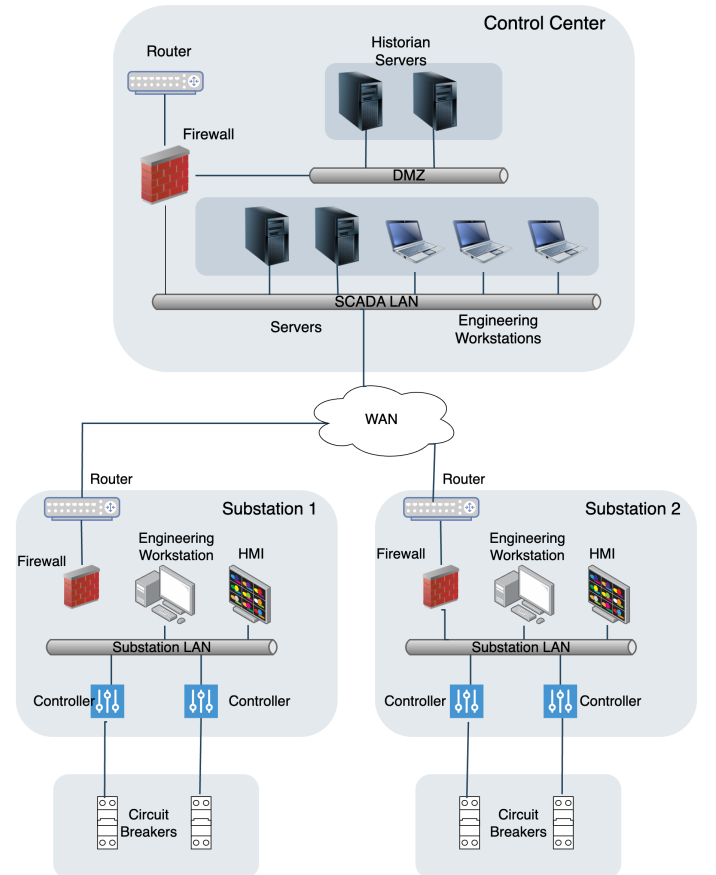 Control Center
Router
Historian
Servers
Firewall
DMZ
SCADA LAN
Servers
Engineering
Workstations
WAN
Router
Router
Substation 1
Substation 2
Firewall
Engineering
Workstation
HMI
Firewall
Engineering
Workstation
HMI
Substation LAN
Substation LAN
Controller
Controller
Controller
Controller
Circuit
Breakers
Circuit
Breakers